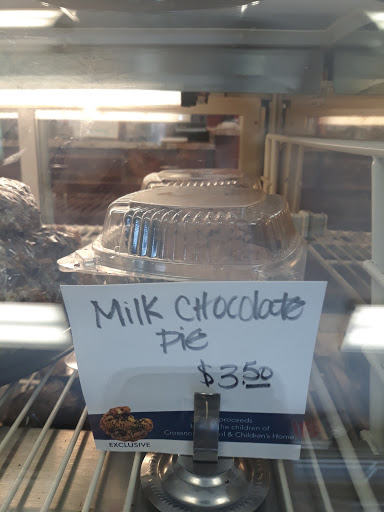 MilK CHocolate
Pie
$3.50
proceeds
the children of
& Children's Home
EXCLUSIVE